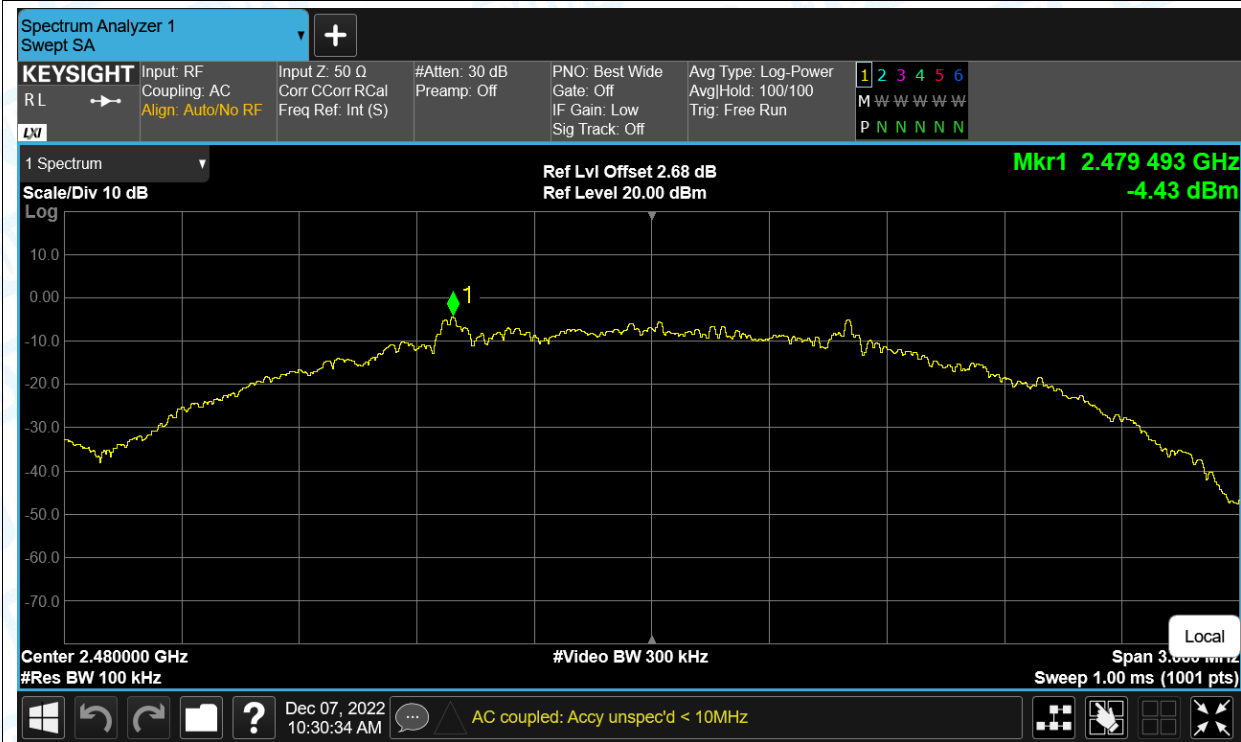 Spectrum Analyzer 1
Swept SA
KEYSIGHT
R L
LXI
Input: RF
Coupling: AC
Align: Auto/No RF
Input Z: 50 Ω
Corr CCorr RCal
Freq Ref: Int (S)
#Atten: 30 dB
Preamp: Off
PNO: Best Wide
Gate: Off
IF Gain: Low
Sig Track: Off
Avg Type: Log-Power
Avg|Hold: 100/100
Trig: Free Run
1 2 3 4 5 6
M W W W W W
P N N N N N
1 Spectrum
Scale/Div 10 dB
Log
Ref Lvl Offset 2.68 dB
Ref Level 20.00 dBm
Mkr1 2.479 493 GHz
-4.43 dBm
10.0
0.00
1
-10.0
-20.0
-30.0
-40.0
-50.0
-60.0
-70.0
Local
Center 2.480000 GHz
#Video BW 300 kHz
Span 3.000 MHz
#Res BW 100 kHz
Sweep 1.00 ms (1001 pts)
?
Dec 07, 2022
10:30:34 AM
AC coupled: Accy unspec'd < 10MHz